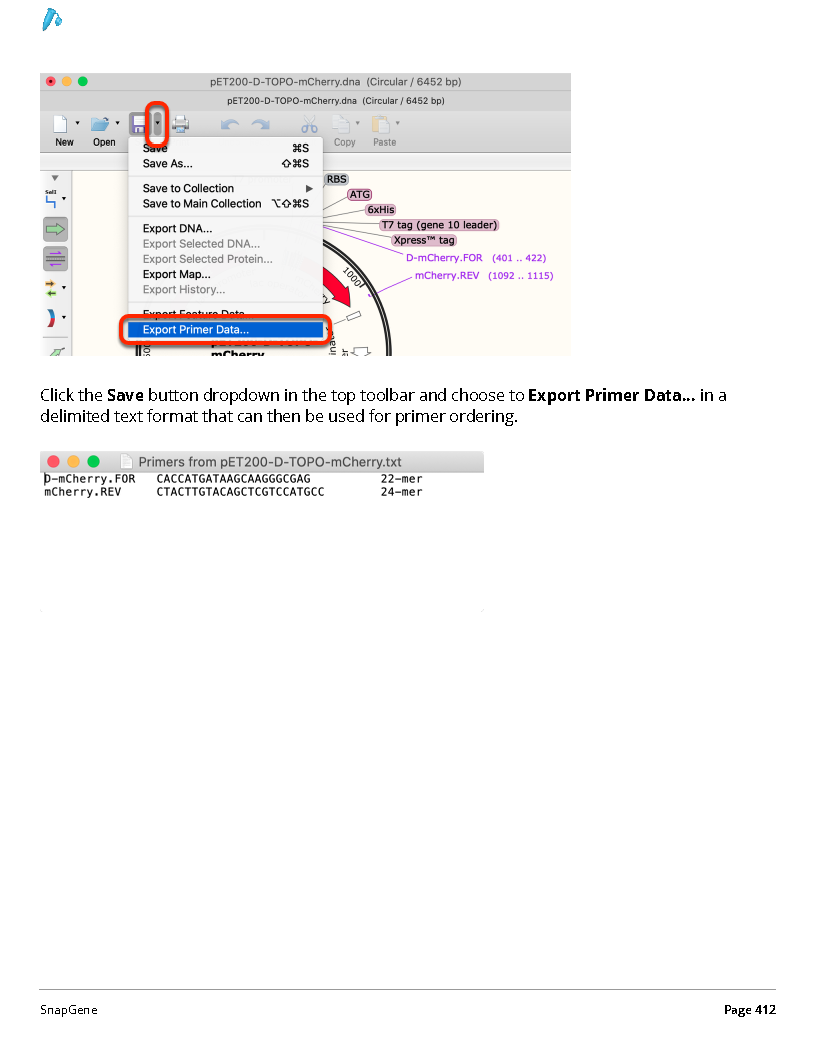 pET200-D-TOPO-mCherry.dna (Circular / 6452 bp)
pET200-D-TOPO-mCherry.dna (Circular / 6452 bp)
New Open Copy Paste
Save ⌘S
Save As... ⇧⌘S
Save to Collection ▶
Save to Main Collection ⌥⇧⌘S
Export DNA...
Export Selected DNA...
Export Selected Protein...
Export Map...
Export History...
Export Feature Data...
Export Primer Data...
SalI
RBS
ATG
6xHis
T7 tag (gene 10 leader)
Xpress™ tag
D-mCherry.FOR (401 .. 422)
mCherry.REV (1092 .. 1115)
1000
mCherry
Click the Save button dropdown in the top toolbar and choose to Export Primer Data... in a
delimited text format that can then be used for primer ordering.
Primers from pET200-D-TOPO-mCherry.txt
D-mCherry.FOR CACCATGATAAGCAAGGGCGAG 22-mer
mCherry.REV CTACTTGTACAGCTCGTCCATGCC 24-mer
SnapGene Page 412